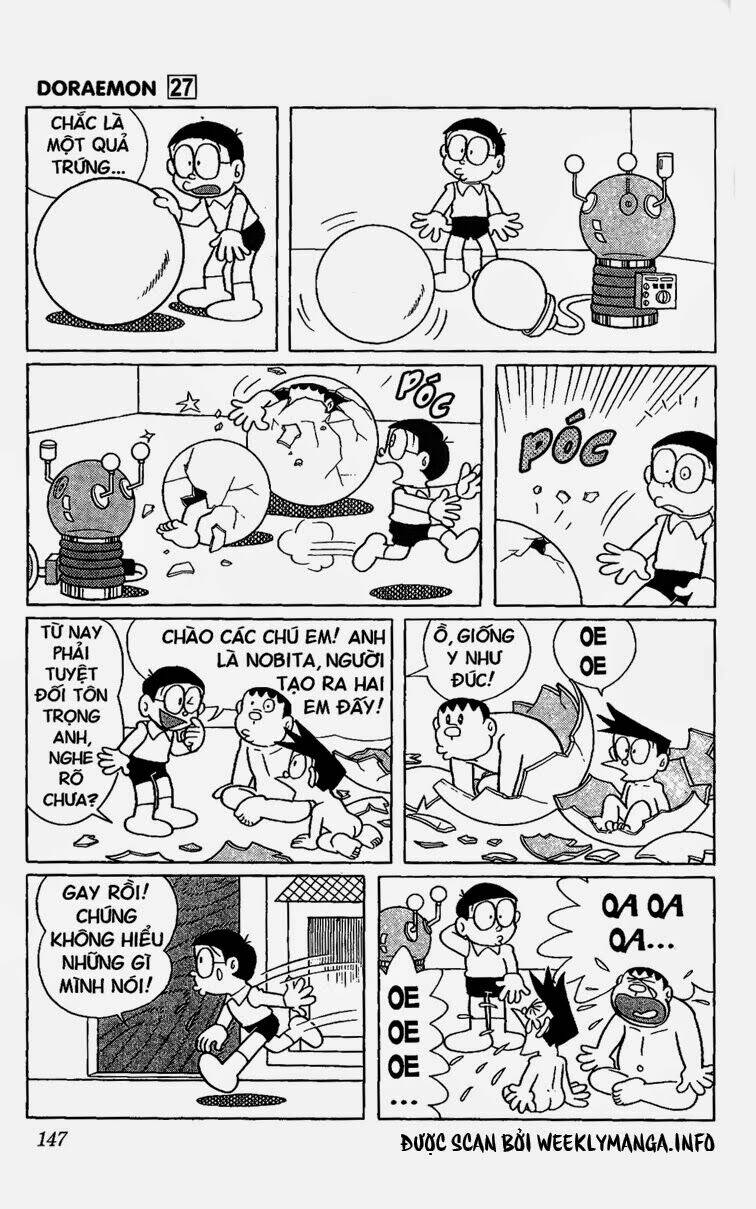 DORAEMON 27
CHẮC LÀ
MỘT QUẢ
TRỨNG...
PÓC
PÓC
OE
OE
Ồ, GIỐNG
Y NHƯ
ĐÚC!
CHÀO CÁC CHÚ EM! ANH
LÀ NOBITA, NGƯỜI
TẠO RA HAI
EM ĐẤY!
TỪ NAY
PHẢI
TUYỆT
ĐỐI TÔN
TRỌNG
ANH,
NGHE
RÕ
CHƯA?
OA OA
OA...
OE
OE
OE
...
GAY RỒI!
CHÚNG
KHÔNG HIỂU
NHỮNG GÌ
MÌNH NÓI!
147
ĐƯỢC SCAN BỞI WEEKLYMANGA.INFO